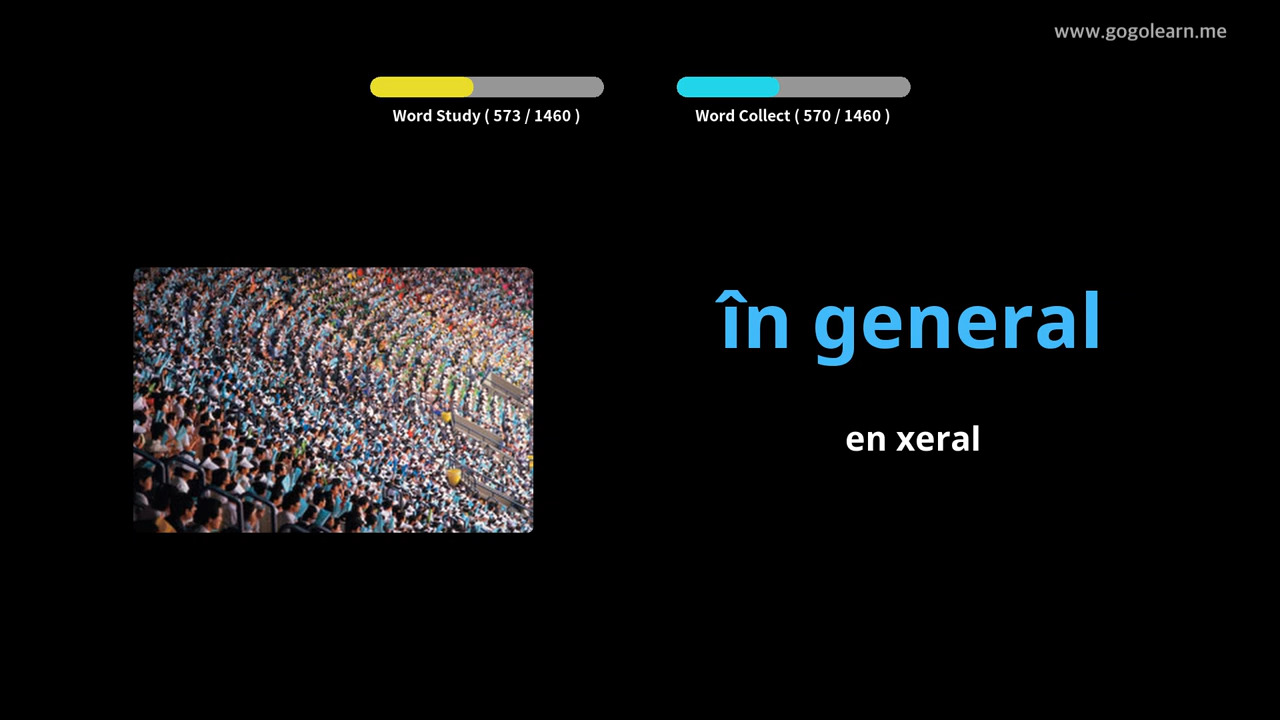 www.gogolearn.me
Word Study ( 573 / 1460 )
Word Collect ( 570 / 1460 )
în general
en xeral